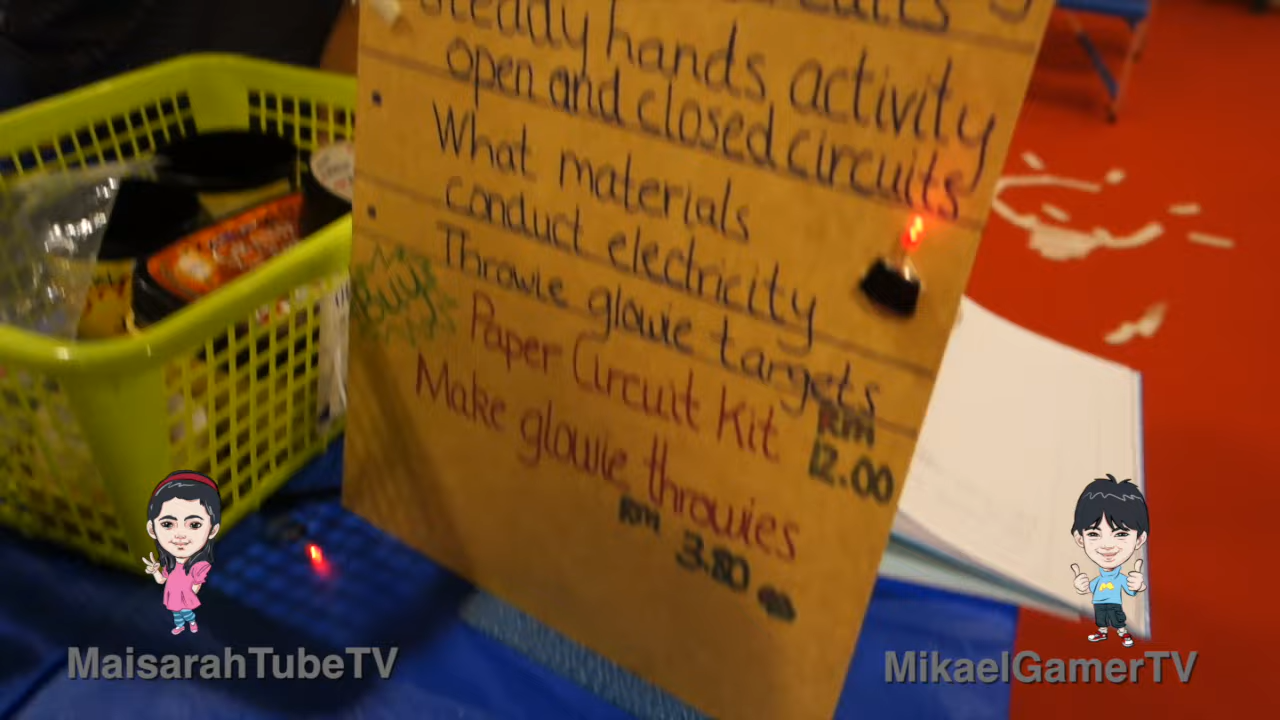 steady hands activity
open and closed circuits
What materials
conduct electricity
Throwie glowie targets
Buy
Paper Circuit Kit
RM
12.00
Make glowie throwies
RM
3.80
MaisarahTubeTV
MikaelGamerTV